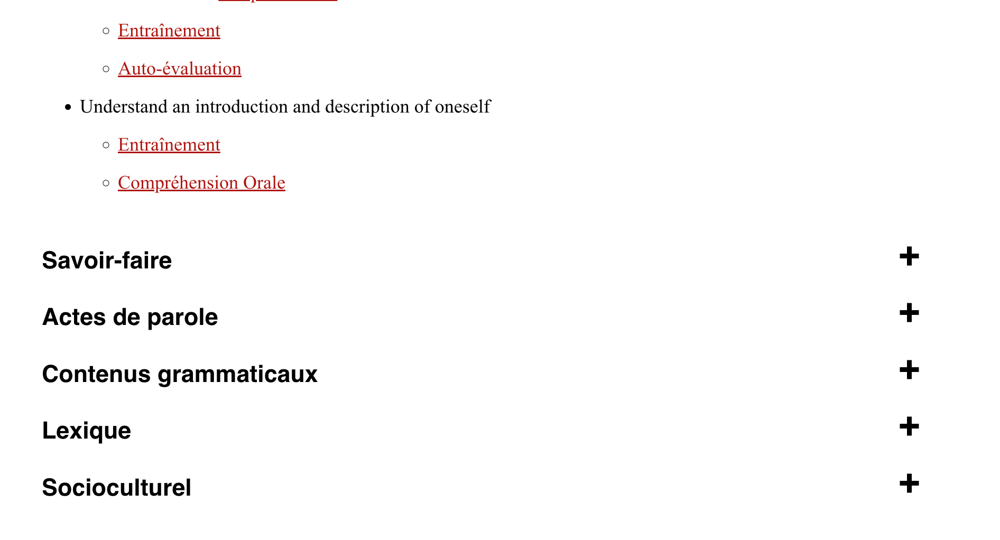 Entraînement
Auto-évaluation
Understand an introduction and description of oneself
Entraînement
Compréhension Orale
Savoir-faire
Actes de parole
Contenus grammaticaux
Lexique
Socioculturel